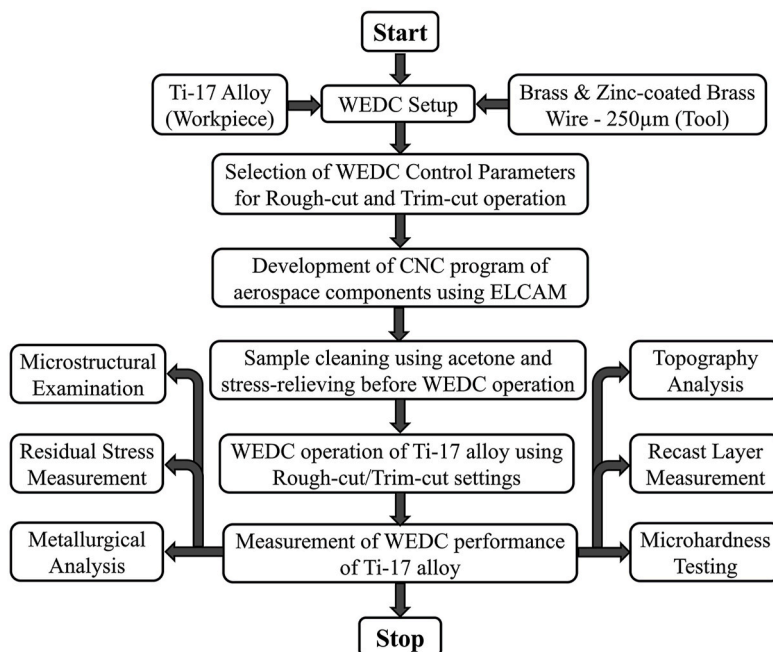 Start
Ti-17 Alloy
(Workpiece)
WEDC Setup
Brass & Zinc-coated Brass
Wire - 250µm (Tool)
Selection of WEDC Control Parameters
for Rough-cut and Trim-cut operation
Development of CNC program of
aerospace components using ELCAM
Sample cleaning using acetone and
stress-relieving before WEDC operation
WEDC operation of Ti-17 alloy using
Rough-cut/Trim-cut settings
Measurement of WEDC performance
of Ti-17 alloy
Microstructural
Examination
Residual Stress
Measurement
Metallurgical
Analysis
Topography
Analysis
Recast Layer
Measurement
Microhardness
Testing
Stop